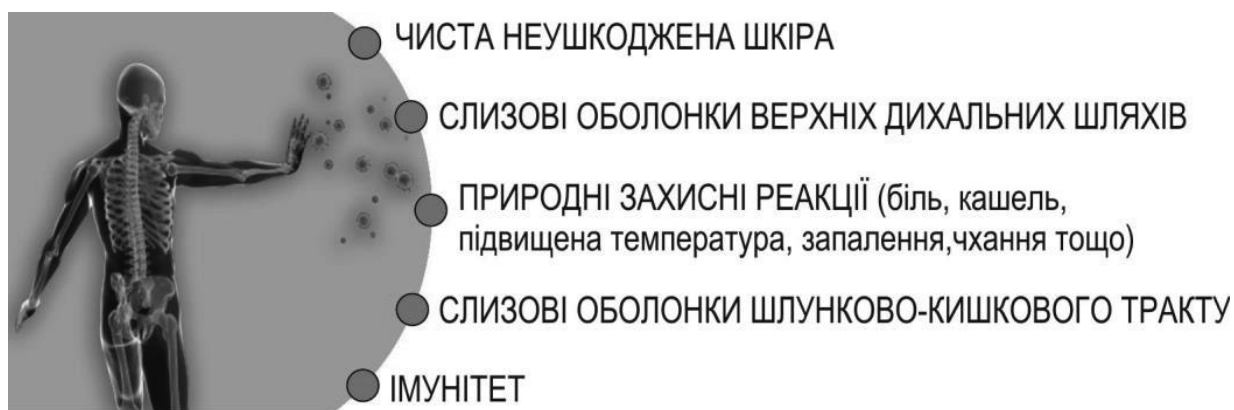 ЧИСТА НЕУШКОДЖЕНА ШКІРА
СЛИЗОВІ ОБОЛОНКИ ВЕРХНІХ ДИХАЛЬНИХ ШЛЯХІВ
ПРИРОДНІ ЗАХИСНІ РЕАКЦІЇ (біль, кашель,
підвищена температура, запалення,чхання тощо)
СЛИЗОВІ ОБОЛОНКИ ШЛУНКОВО-КИШКОВОГО ТРАКТУ
ІМУНІТЕТ